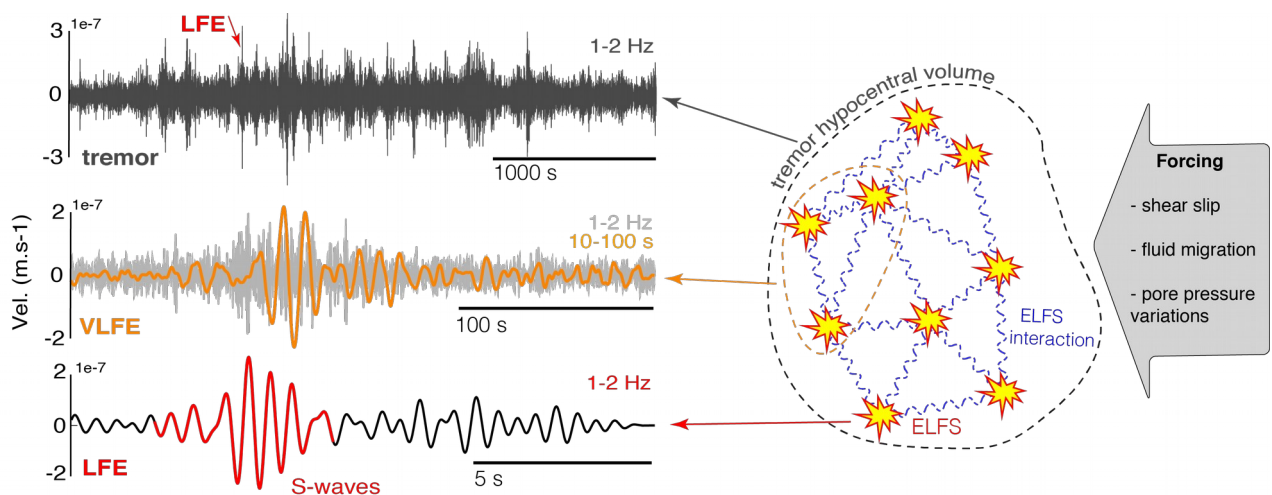 LFE
1e-7
3
0
-3
1-2 Hz
tremor
1000 s
Vel. (m.s-1)
1e-7
2
0
-2
1-2 Hz
10-100 s
VLFE
100 s
1e-7
2
0
-2
1-2 Hz
LFE
S-waves
5 s
tremor hypocentral volume
ELFS
interaction
ELFS
Forcing
- shear slip
- fluid migration
- pore pressure
variations